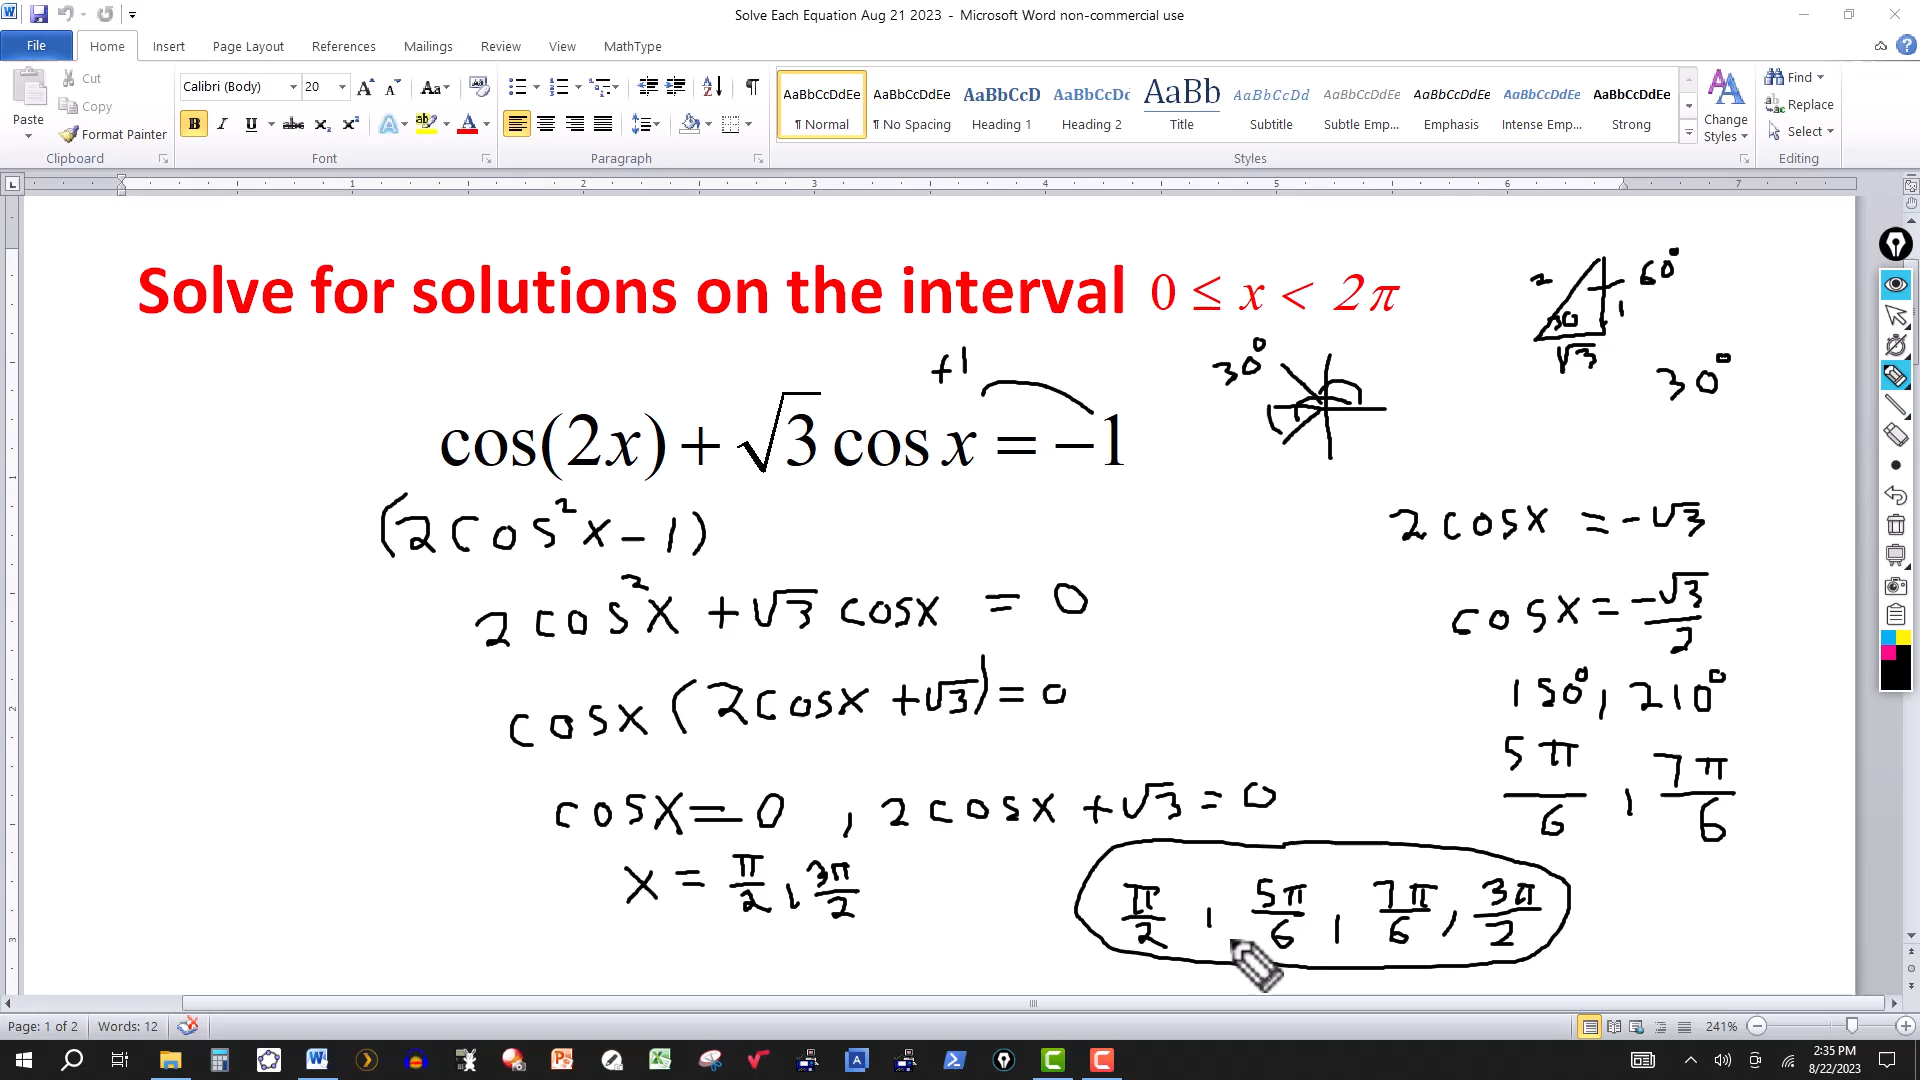 Solve Each Equation Aug 21 2023 - Microsoft Word non-commercial use
File Home Insert Page Layout References Mailings Review View MathType
Paste Cut Copy Format Painter Clipboard
Calibri (Body) 20 Font
Paragraph
AaBbCcDdEe ¶ Normal
AaBbCcDdEe ¶ No Spacing
AaBbCcD Heading 1
AaBbCcDc Heading 2
AaBb Title
AaBbCcDd Subtitle
AaBbCcDdEe Subtle Emp...
AaBbCcDdEe Emphasis
AaBbCcDdEe Intense Emp...
AaBbCcDdEe Strong
Styles
Change Styles
Find Replace Select Editing
1 2 3 4 5 6 7
Solve for solutions on the interval 0 ≤ x < 2π
2 60° 30 1 √3
30° 30°
+1
cos(2x) + √3 cos x = −1
(2cos²x − 1)
2cos²x + √3 cosx = 0
cosx (2cosx + √3) = 0
cosx = 0 , 2cosx + √3 = 0
x = π/2 , 3π/2
2cosx = −√3
cosx = −√3/2
150°, 210°
5π/6 , 7π/6
π/2 , 5π/6 , 7π/6 , 3π/2
Page: 1 of 2 Words: 12 241%
2:35 PM
8/22/2023